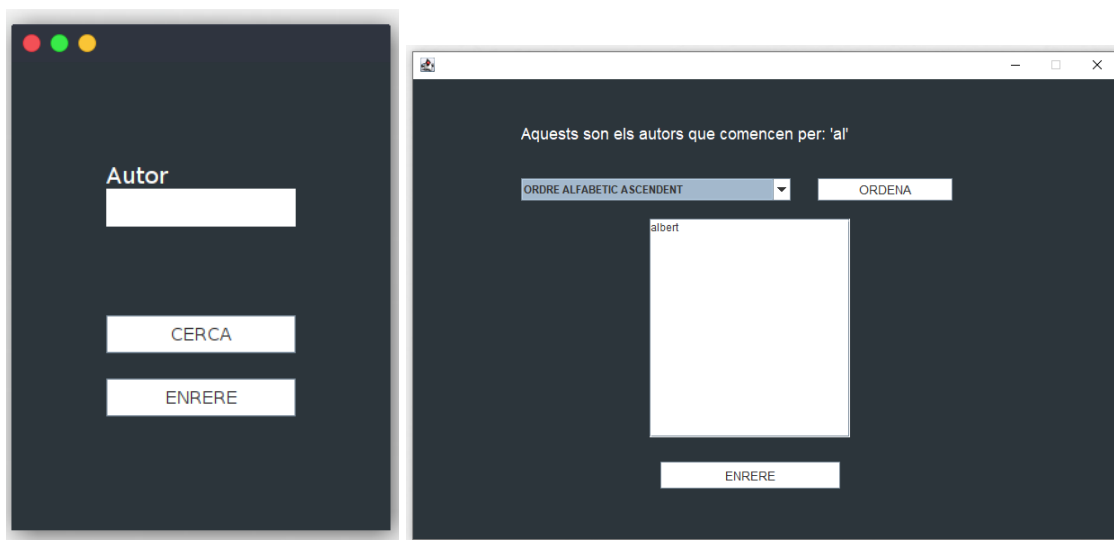 Autor
CERCA
ENRERE
Aquests son els autors que comencen per: 'al'
ORDRE ALFABETIC ASCENDENT
ORDENA
albert
ENRERE